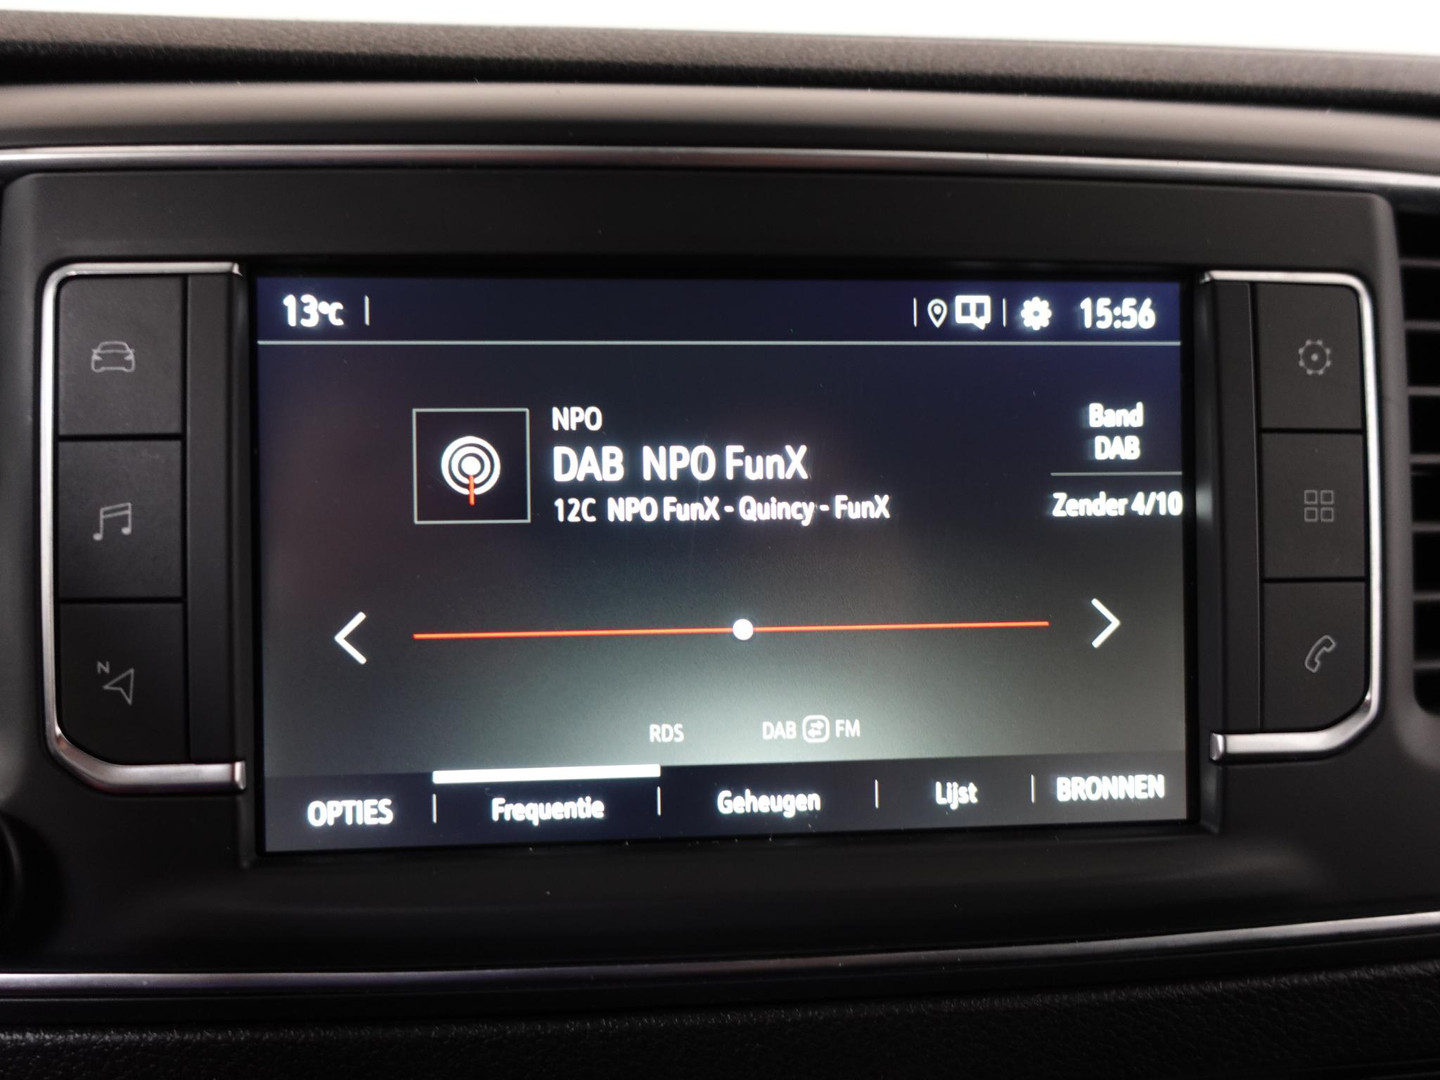 13°C
15:56
NPO
DAB NPO FunX
12C NPO FunX - Quincy - FunX
Band
DAB
Zender 4/10
RDS
DAB FM
OPTIES
Frequentie
Geheugen
Lijst
BRONNEN
N